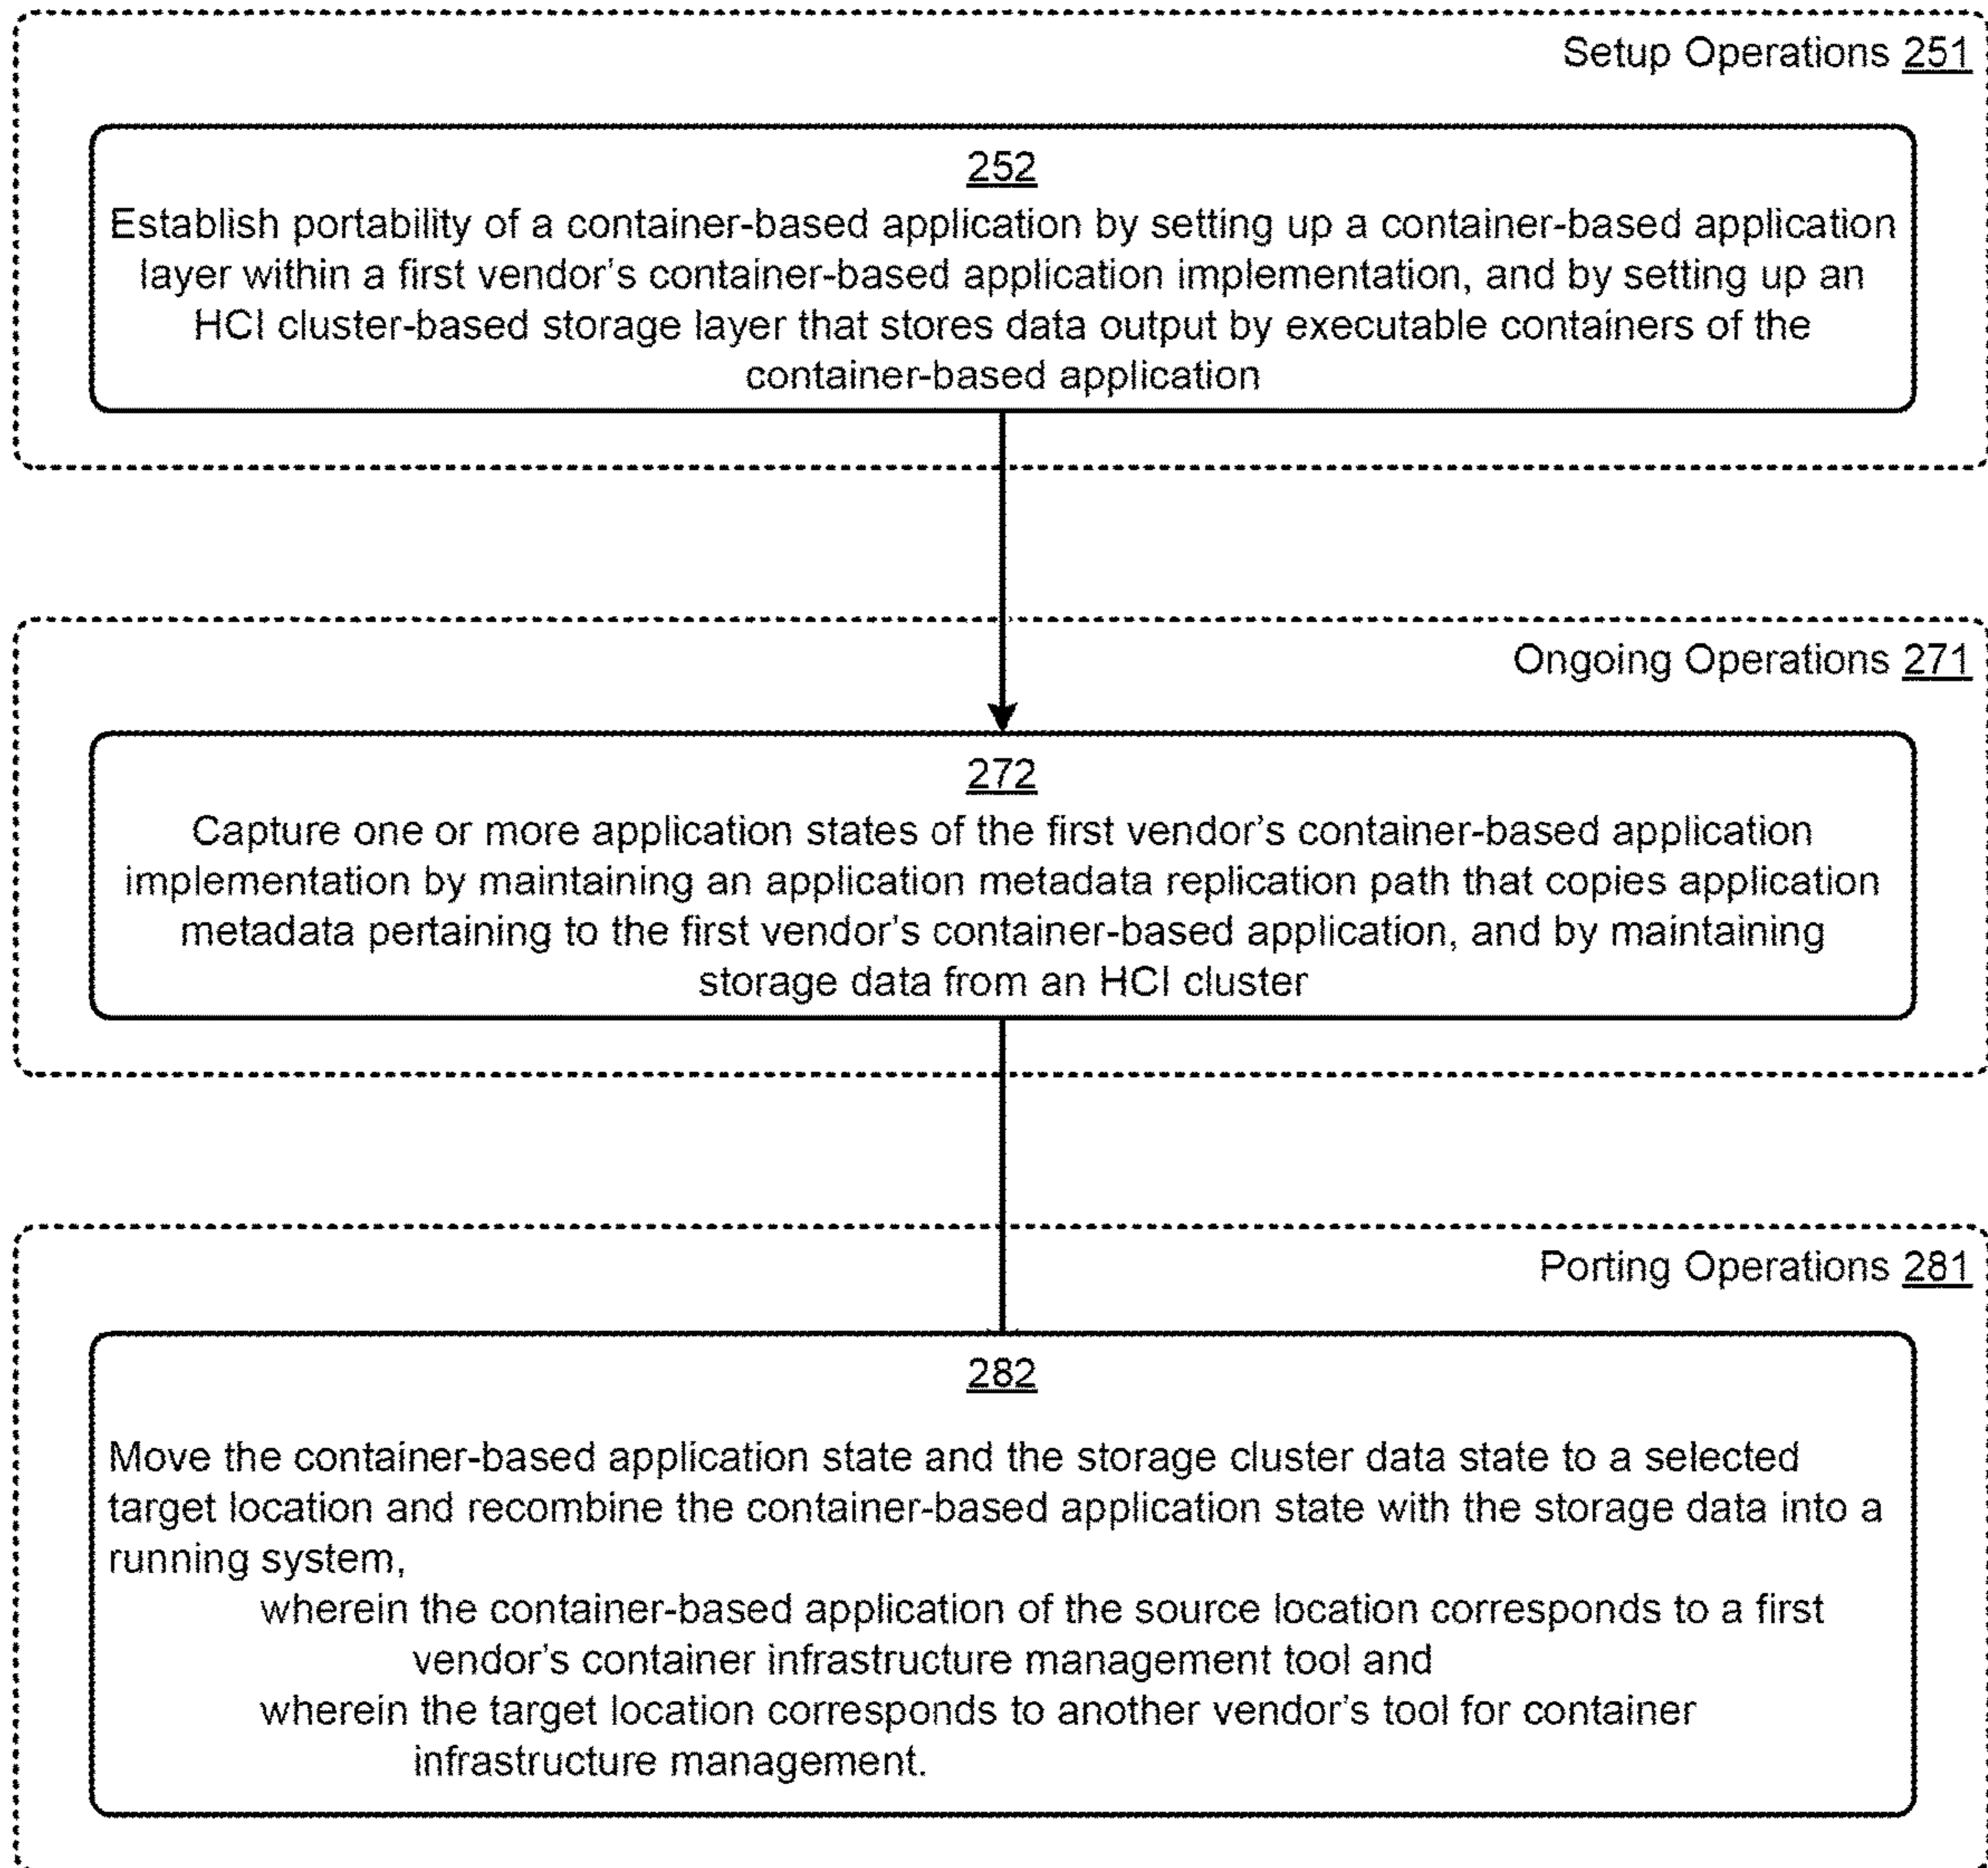 Setup Operations 251
252
Establish portability of a container-based application by setting up a container-based application
layer within a first vendor's container-based application implementation, and by setting up an
HCI cluster-based storage layer that stores data output by executable containers of the
container-based application
Ongoing Operations 271
272
Capture one or more application states of the first vendor's container-based application
implementation by maintaining an application metadata replication path that copies application
metadata pertaining to the first vendor's container-based application, and by maintaining
storage data from an HCI cluster
Porting Operations 281
282
Move the container-based application state and the storage cluster data state to a selected
target location and recombine the container-based application state with the storage data into a
running system,
wherein the container-based application of the source location corresponds to a first
vendor's container infrastructure management tool and
wherein the target location corresponds to another vendor's tool for container
infrastructure management.